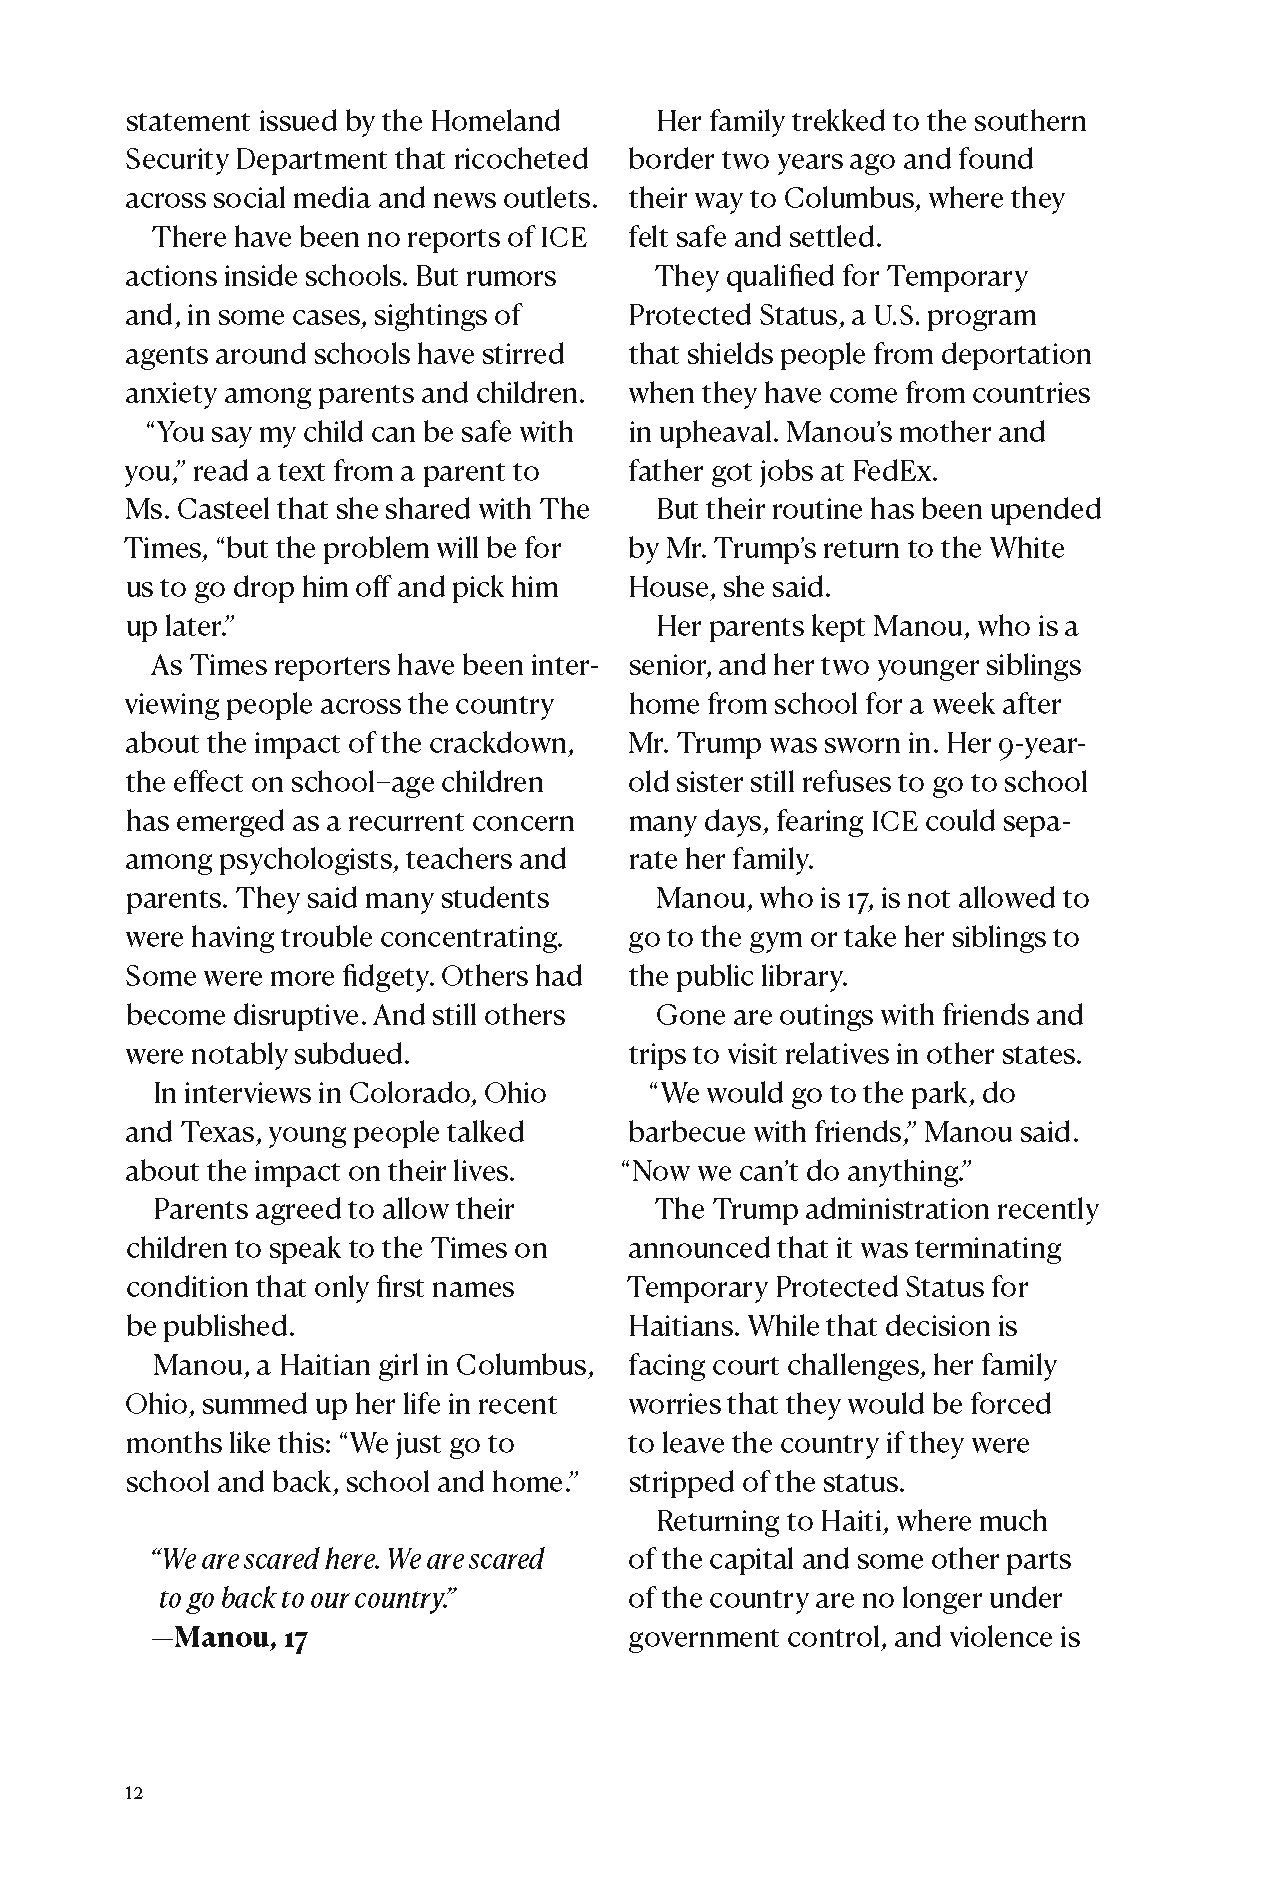 statement issued by the Homeland
Security Department that ricocheted
across social media and news outlets.
There have been no reports of ICE
actions inside schools. But rumors
and, in some cases, sightings of
agents around schools have stirred
anxiety among parents and children.
“You say my child can be safe with
you,” read a text from a parent to
Ms. Casteel that she shared with The
Times, “but the problem will be for
us to go drop him off and pick him
up later.”
As Times reporters have been inter-
viewing people across the country
about the impact of the crackdown,
the effect on school–age children
has emerged as a recurrent concern
among psychologists, teachers and
parents. They said many students
were having trouble concentrating.
Some were more fidgety. Others had
become disruptive. And still others
were notably subdued.
In interviews in Colorado, Ohio
and Texas, young people talked
about the impact on their lives.
Parents agreed to allow their
children to speak to the Times on
condition that only first names
be published.
Manou, a Haitian girl in Columbus,
Ohio, summed up her life in recent
months like this: “We just go to
school and back, school and home.”
“We are scared here. We are scared
to go back to our country.”
—Manou, 17
Her family trekked to the southern
border two years ago and found
their way to Columbus, where they
felt safe and settled.
They qualified for Temporary
Protected Status, a U.S. program
that shields people from deportation
when they have come from countries
in upheaval. Manou’s mother and
father got jobs at FedEx.
But their routine has been upended
by Mr. Trump’s return to the White
House, she said.
Her parents kept Manou, who is a
senior, and her two younger siblings
home from school for a week after
Mr. Trump was sworn in. Her 9-year-
old sister still refuses to go to school
many days, fearing ICE could sepa-
rate her family.
Manou, who is 17, is not allowed to
go to the gym or take her siblings to
the public library.
Gone are outings with friends and
trips to visit relatives in other states.
“We would go to the park, do
barbecue with friends,” Manou said.
“Now we can’t do anything.”
The Trump administration recently
announced that it was terminating
Temporary Protected Status for
Haitians. While that decision is
facing court challenges, her family
worries that they would be forced
to leave the country if they were
stripped of the status.
Returning to Haiti, where much
of the capital and some other parts
of the country are no longer under
government control, and violence is
12